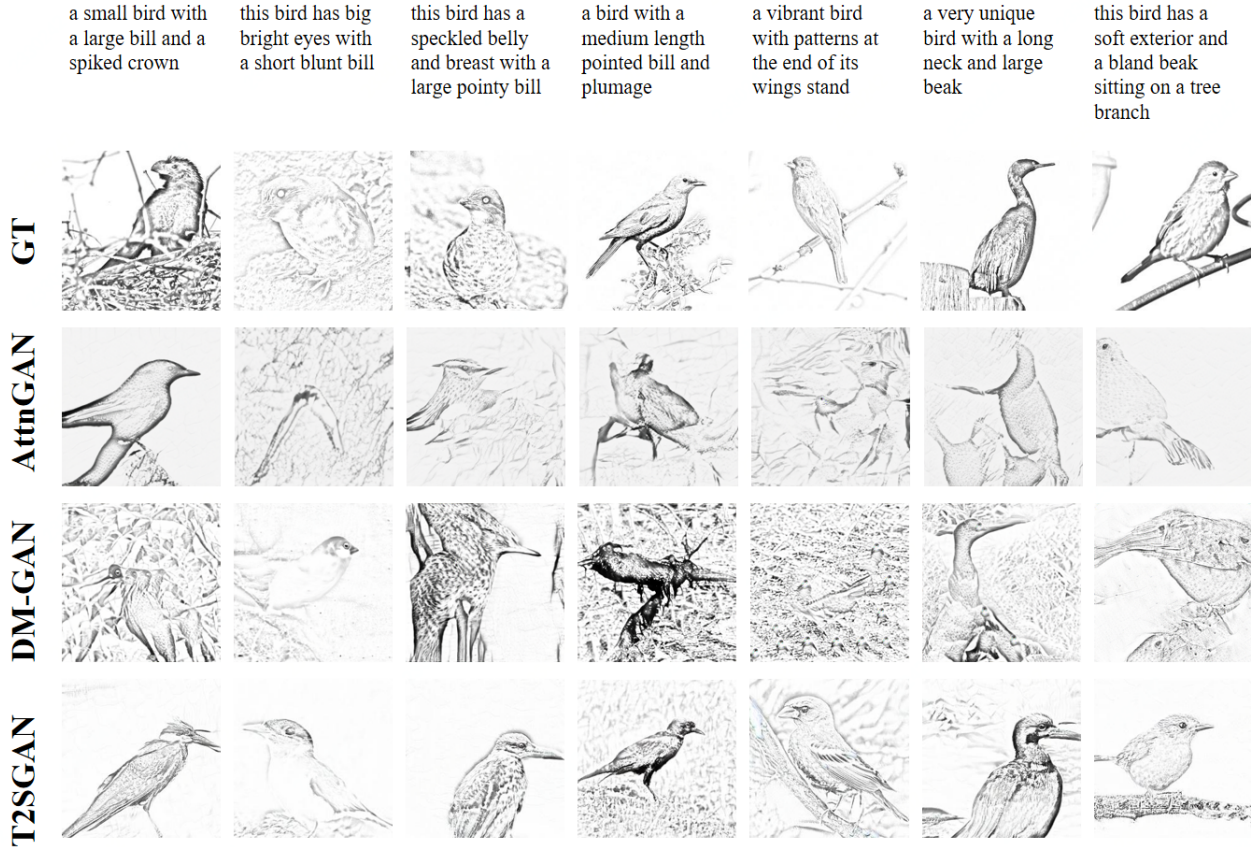 a small bird with
a large bill and a
spiked crown
this bird has big
bright eyes with
a short blunt bill
this bird has a
speckled belly
and breast with a
large pointy bill
a bird with a
medium length
pointed bill and
plumage
a vibrant bird
with patterns at
the end of its
wings stand
a very unique
bird with a long
neck and large
beak
this bird has a
soft exterior and
a bland beak
sitting on a tree
branch
GT
AttnGAN
DM-GAN
T2SGAN